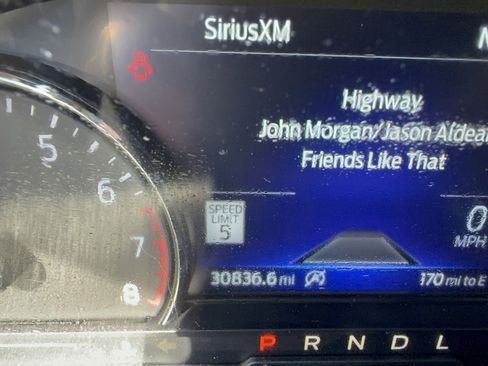 SiriusXM
Highway
John Morgan/Jason Aldean
Friends Like That
5
6
7
8
SPEED
LIMIT
5
0
MPH
30836.6 mi
170 mi to E
P R N D L